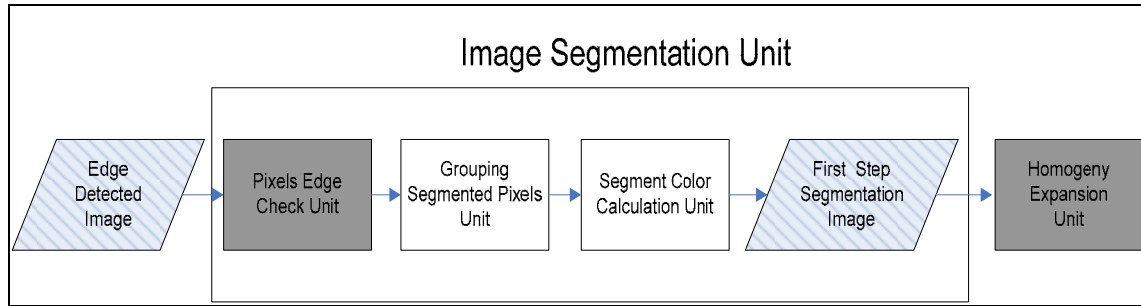 Image Segmentation Unit
Edge
Detected
Image
Pixels Edge
Check Unit
Grouping
Segmented Pixels
Unit
Segment Color
Calculation Unit
First Step
Segmentation
Image
Homogeny
Expansion
Unit